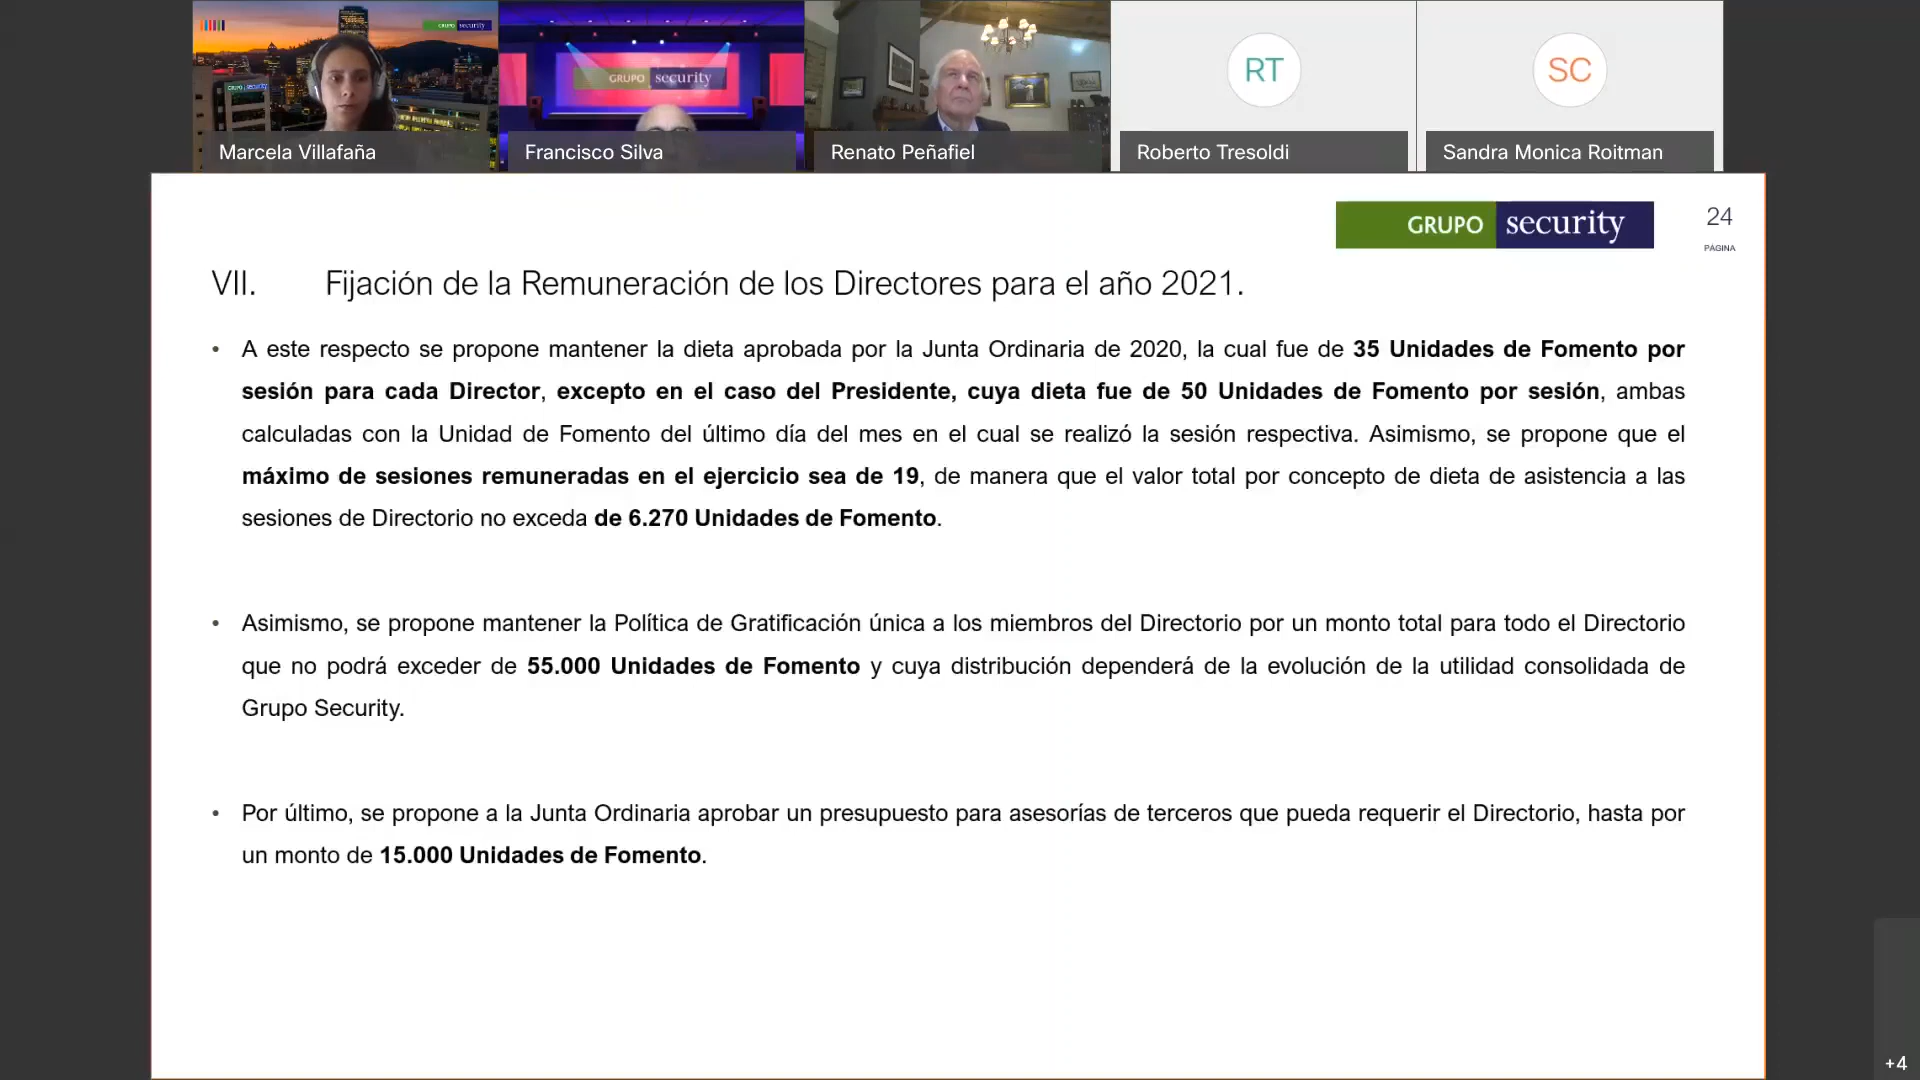 GRUPO security
GRUPO security
GRUPO security
Marcela Villafaña
Francisco Silva
Renato Peñafiel
RT
Roberto Tresoldi
SC
Sandra Monica Roitman
GRUPO security
24
PÁGINA
VII. Fijación de la Remuneración de los Directores para el año 2021.
• A este respecto se propone mantener la dieta aprobada por la Junta Ordinaria de 2020, la cual fue de 35 Unidades de Fomento por
sesión para cada Director, excepto en el caso del Presidente, cuya dieta fue de 50 Unidades de Fomento por sesión, ambas
calculadas con la Unidad de Fomento del último día del mes en el cual se realizó la sesión respectiva. Asimismo, se propone que el
máximo de sesiones remuneradas en el ejercicio sea de 19, de manera que el valor total por concepto de dieta de asistencia a las
sesiones de Directorio no exceda de 6.270 Unidades de Fomento.
• Asimismo, se propone mantener la Política de Gratificación única a los miembros del Directorio por un monto total para todo el Directorio
que no podrá exceder de 55.000 Unidades de Fomento y cuya distribución dependerá de la evolución de la utilidad consolidada de
Grupo Security.
• Por último, se propone a la Junta Ordinaria aprobar un presupuesto para asesorías de terceros que pueda requerir el Directorio, hasta por
un monto de 15.000 Unidades de Fomento.
+4